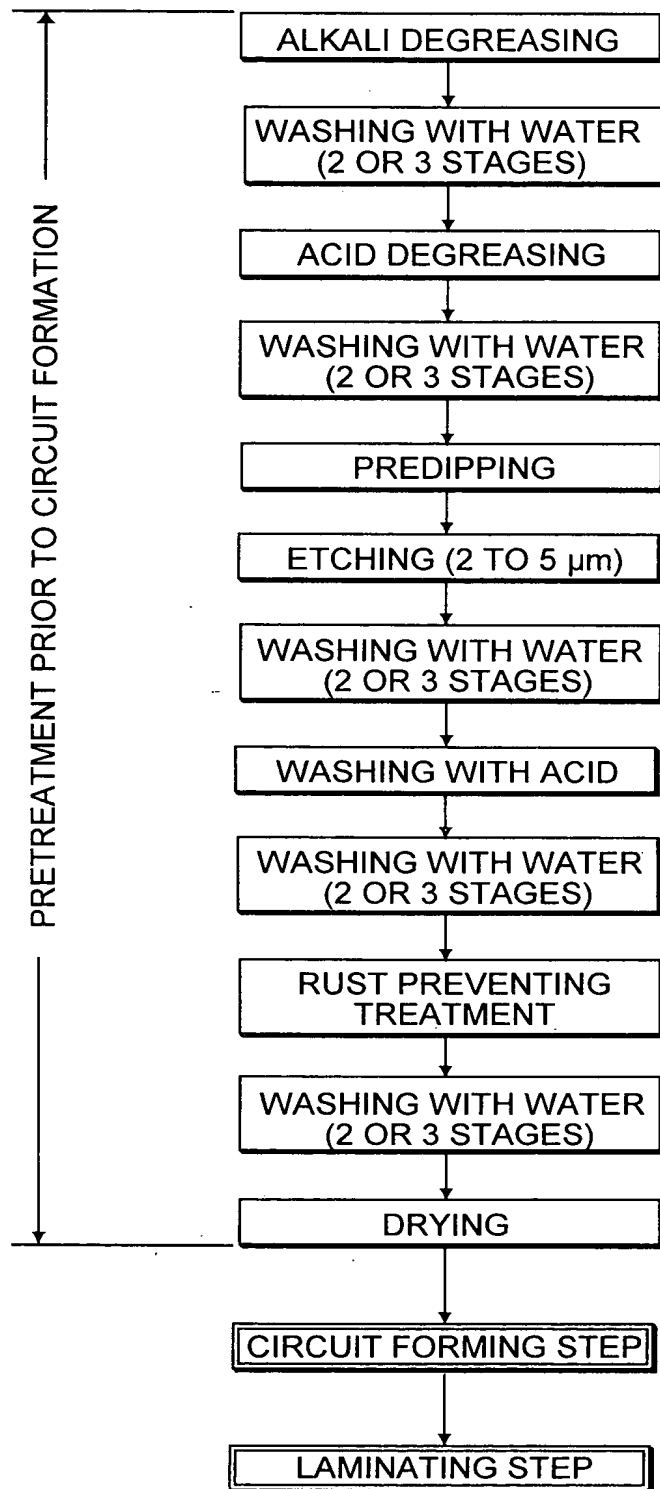 PRETREATMENT PRIOR TO CIRCUIT FORMATION
ALKALI DEGREASING
WASHING WITH WATER
(2 OR 3 STAGES)
ACID DEGREASING
WASHING WITH WATER
(2 OR 3 STAGES)
PREDIPPING
ETCHING (2 TO 5 µm)
WASHING WITH WATER
(2 OR 3 STAGES)
WASHING WITH ACID
WASHING WITH WATER
(2 OR 3 STAGES)
RUST PREVENTING
TREATMENT
WASHING WITH WATER
(2 OR 3 STAGES)
DRYING
CIRCUIT FORMING STEP
LAMINATING STEP